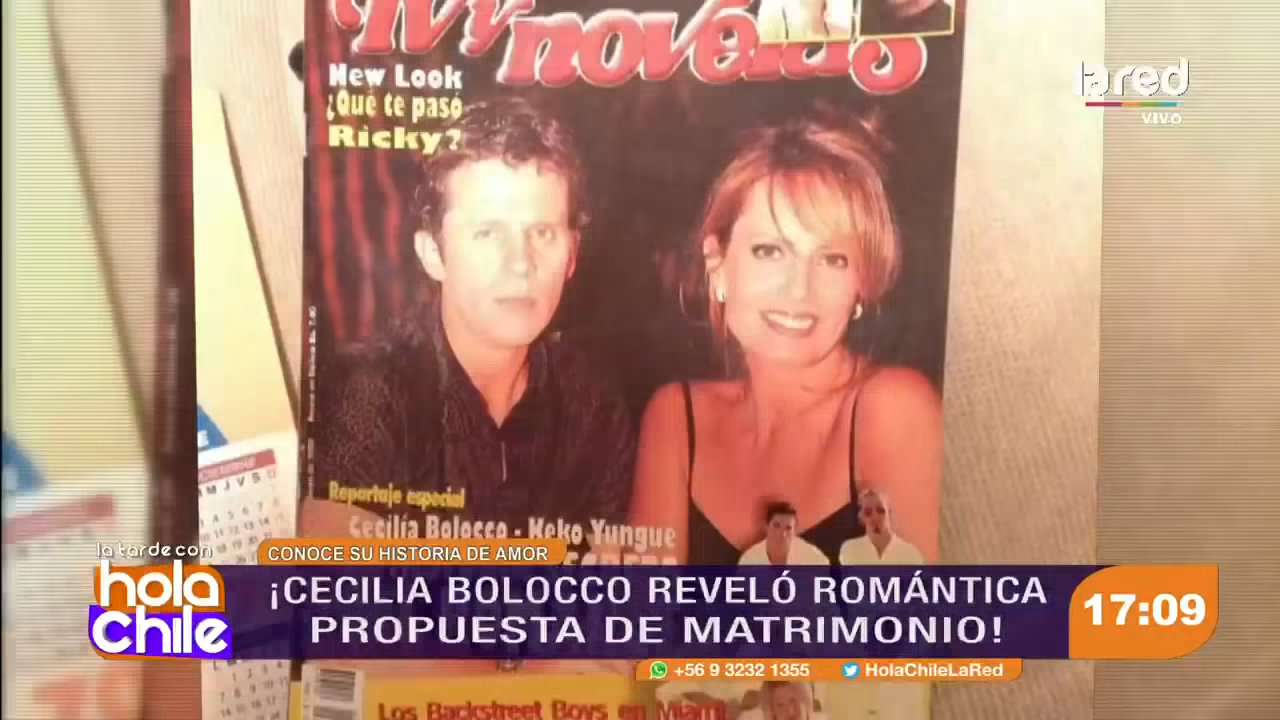 TV y novelas
New Look
¿Qué te pasó
Ricky?
la red
VIVO
Reportaje especial
Cecilia Bolocco - Keko Yungue
la tarde con
hola
Chile
CONOCE SU HISTORIA DE AMOR
¡CECILIA BOLOCCO REVELÓ ROMÁNTICA
PROPUESTA DE MATRIMONIO!
17:09
+56 9 3232 1355
HolaChileLaRed
Los Backstreet Boys en Miami